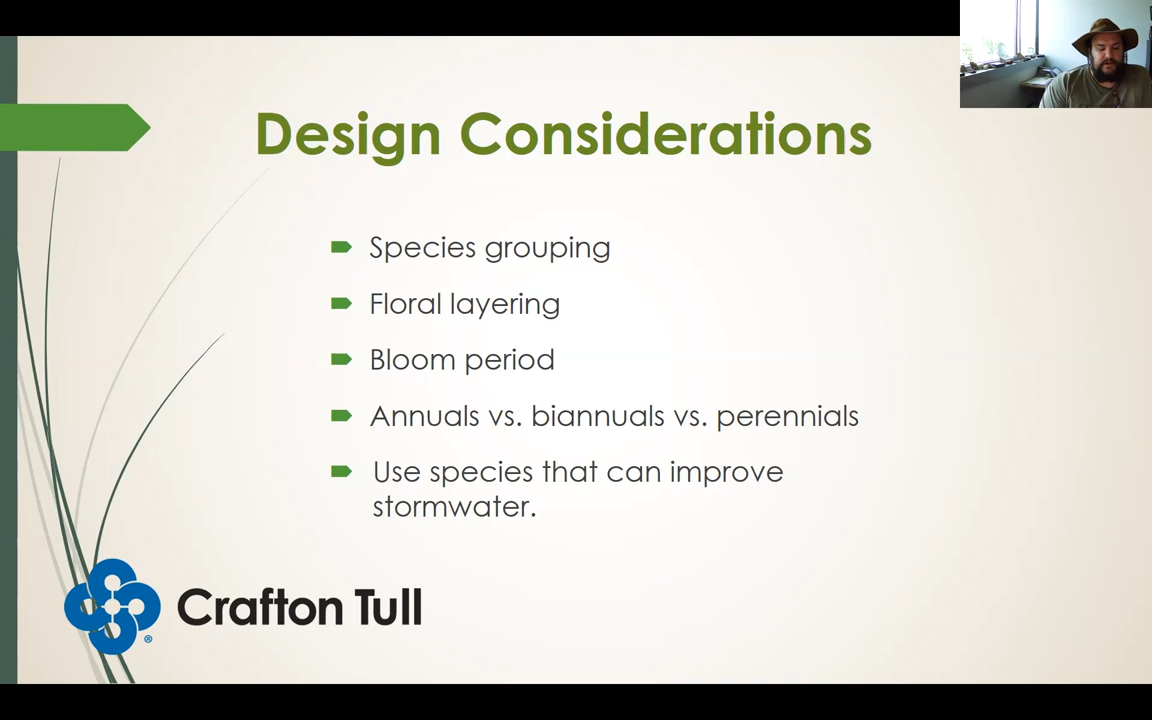 Design Considerations
Species grouping
Floral layering
Bloom period
Annuals vs. biannuals vs. perennials
Use species that can improve
stormwater.
Crafton Tull
®